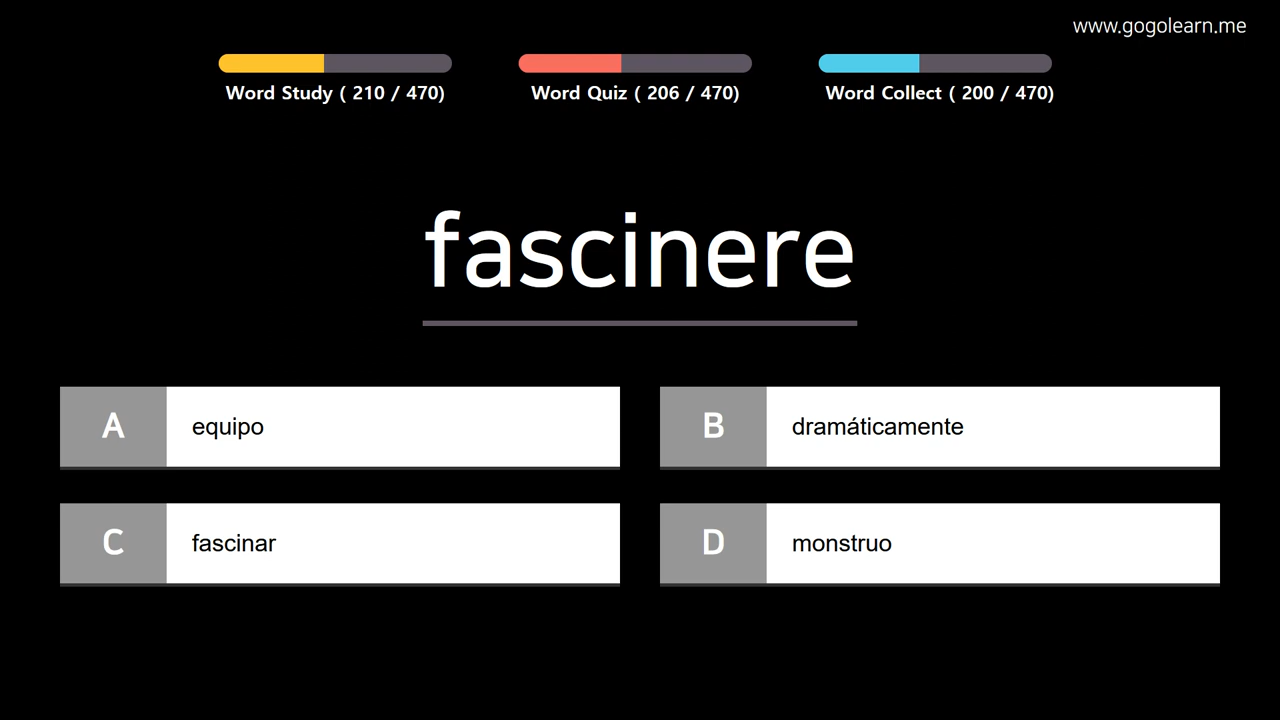 www.gogolearn.me
Word Study ( 210 / 470)
Word Quiz ( 206 / 470)
Word Collect ( 200 / 470)
fascinere
A
equipo
B
dramáticamente
C
fascinar
D
monstruo